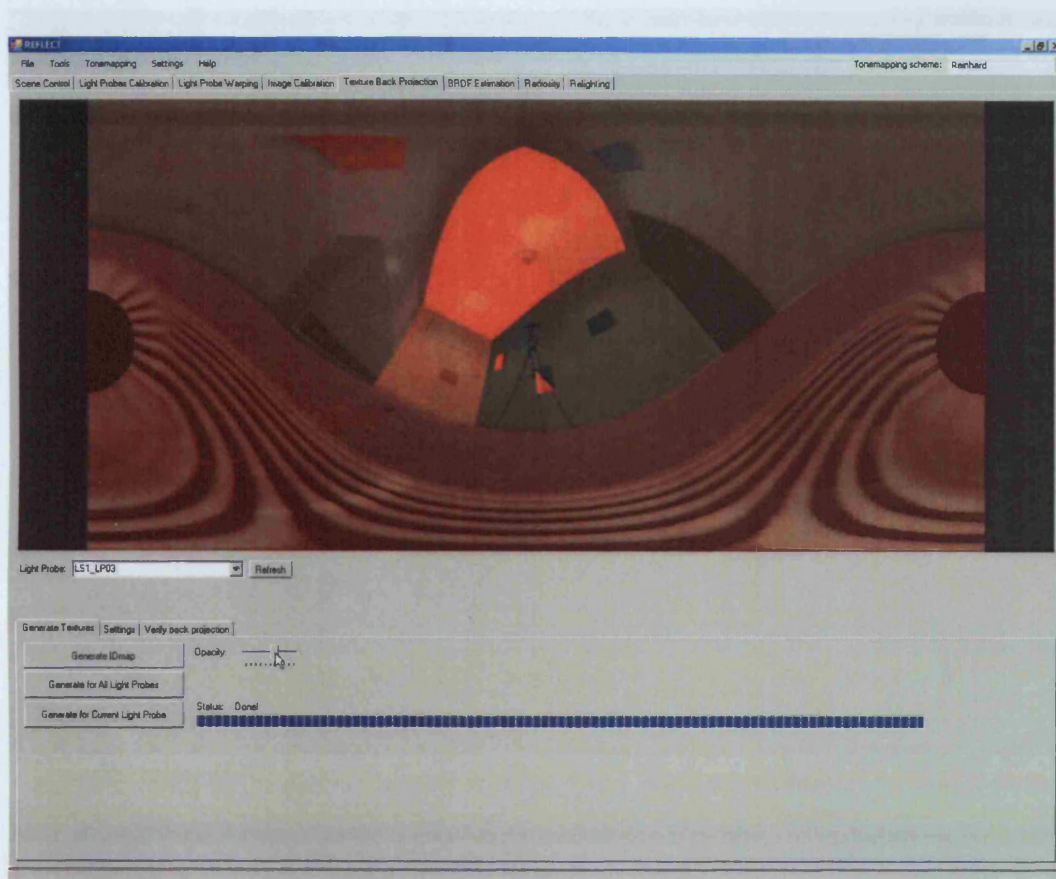 REFLECT
File Tools Tonemapping Settings Help Tonemapping scheme: Reinhard
Scene Control Light Probes Calibration Light Probe Warping Image Calibration Texture Back Projection BRDF Estimation Radiosity Relighting
Light Probe: LS1_LP03 Refresh
Generate Textures Settings Verify back projection
Generate IDmap Opacity:
Generate for All Light Probes
Generate for Current Light Probe Status: Done!